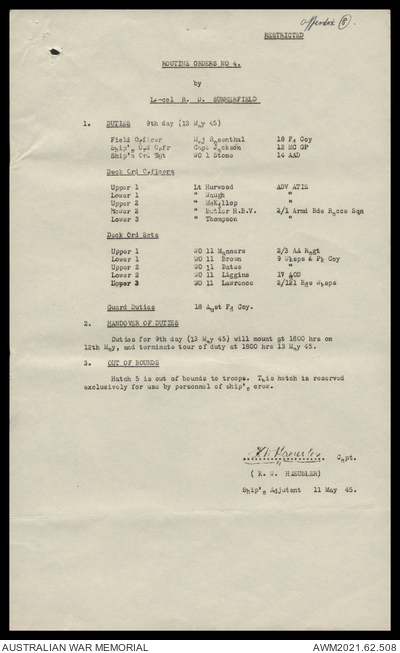 Appendix (5).
RESTRICTED
ROUTINE ORDERS NO 4.
by
Lt-col R. D. SUMMERFIELD
1. DUTIES 9th day (13 May 45)
Field Officer Maj Rosenthal 18 Fd Coy
Ship's Ord Offr Capt Jackson 12 MC GP
Ship's Ord Sgt WO 1 Stone 14 AAD
Deck Ord Officers
Upper 1 Lt Hurwood ADV ATIS
Lower 1 " Waugh "
Upper 2 " McKillop "
Lower 2 " Butler H.B.V. 2/1 Armd Bde Recce Sqn
Lower 3 " Thompson "
Deck Ord Sgts
Upper 1 WO 11 Manners 2/3 AA Regt
Lower 1 WO 11 Brown 9 Wksps & Pk Coy
Upper 2 WO 11 Bates "
Lower 2 WO 11 Liggins 17 AOD
Lower 3 WO 11 Lawrence 2/121 Bde Wksps
Guard Duties 18 Aust Fd Coy.
2. HANDOVER OF DUTIES
Duties for 9th day (13 May 45) will mount at 1800 hrs on
12th May, and terminate tour of duty at 1800 hrs 13 May 45.
3. OUT OF BOUNDS
Hatch 5 is out of bounds to troops. This hatch is reserved
exclusively for use by personnel of ship's crew.
K W Haeusler Capt.
(K. W. HAEUSLER)
Ship's Adjutant 11 May 45.
AUSTRALIAN WAR MEMORIAL AWM2021.62.508